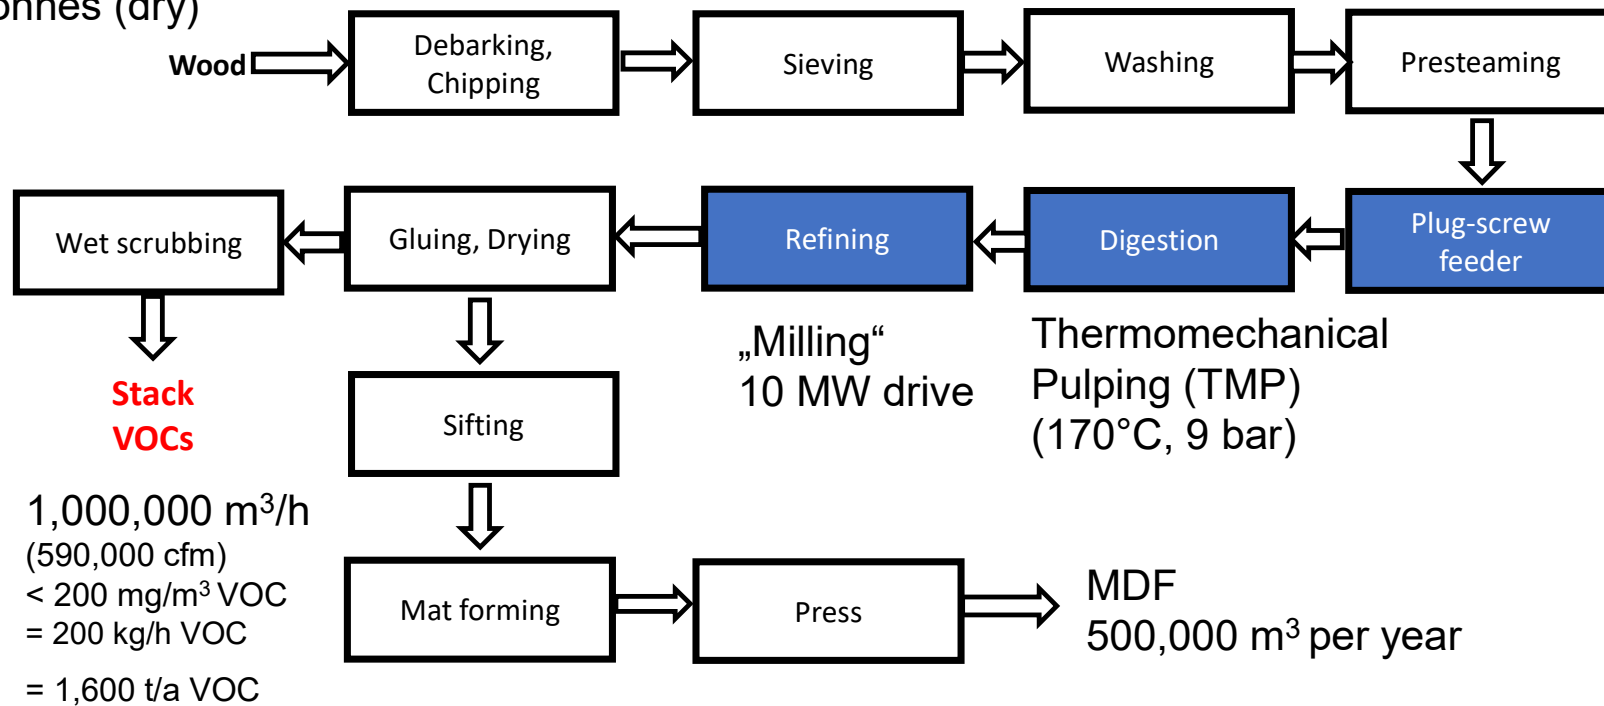 (dry)
Wood
Debarking,
Chipping
Sieving
Washing
Presteaming
Wet scrubbing
Gluing, Drying
Refining
Digestion
Plug-screw
feeder
„Milling“
10 MW drive
Thermomechanical
Pulping (TMP)
(170°C, 9 bar)
Stack
VOCs
Sifting
1,000,000 m³/h
(590,000 cfm)
< 200 mg/m³ VOC
= 200 kg/h VOC
= 1,600 t/a VOC
Mat forming
Press
MDF
500,000 m³ per year